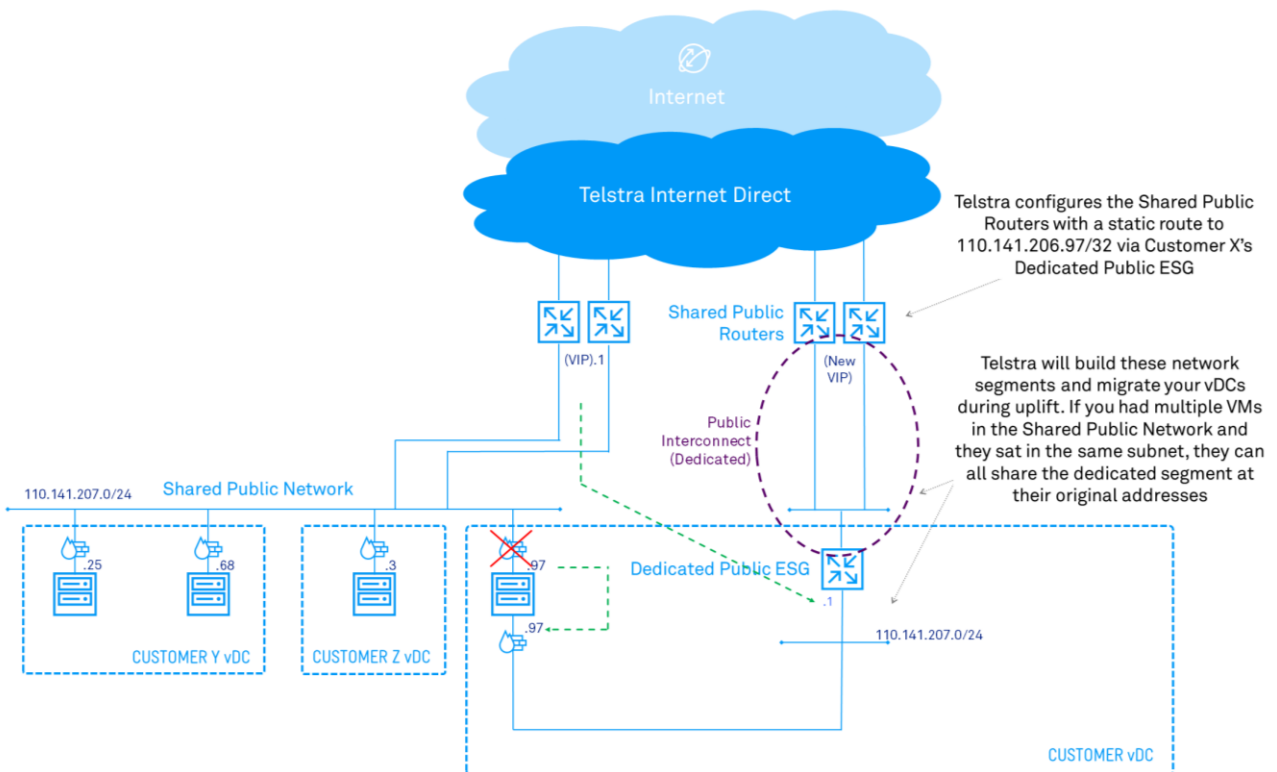 Internet
Telstra Internet Direct
Telstra configures the Shared Public
Routers with a static route to
110.141.206.97/32 via Customer X's
Dedicated Public ESG
Shared Public
Routers
(VIP).1
(New
VIP)
Telstra will build these network
segments and migrate your vDCs
during uplift. If you had multiple VMs
in the Shared Public Network and
they sat in the same subnet, they can
all share the dedicated segment at
their original addresses
Public
Interconnect
(Dedicated)
110.141.207.0/24
Shared Public Network
.25
.68
.3
.97
Dedicated Public ESG
.1
.97
110.141.207.0/24
CUSTOMER Y vDC
CUSTOMER Z vDC
CUSTOMER vDC